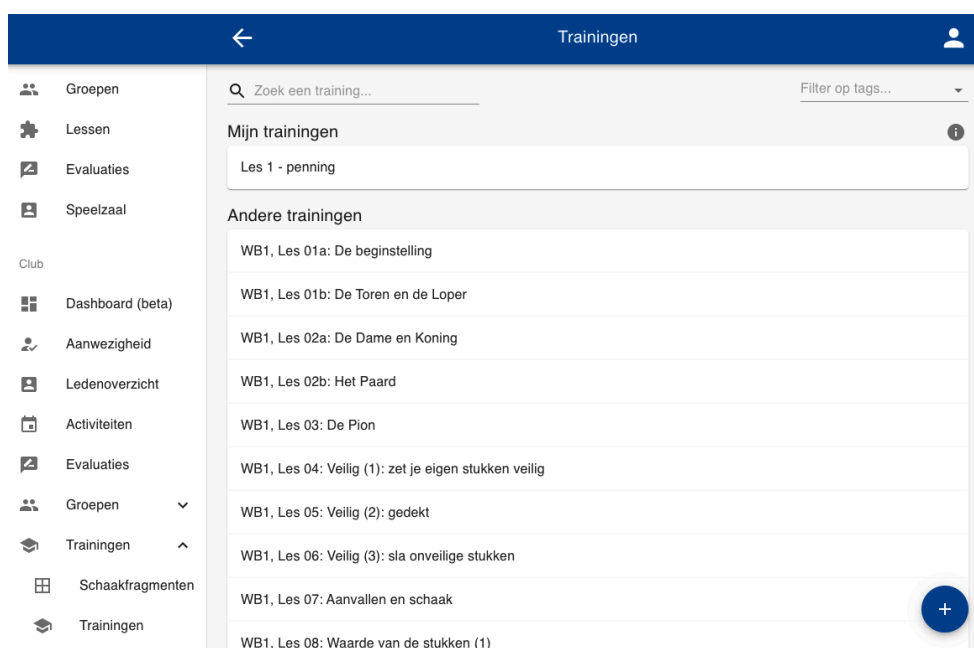 Trainingen
Groepen
Lessen
Evaluaties
Speelzaal
Club
Dashboard (beta)
Aanwezigheid
Ledenoverzicht
Activiteiten
Evaluaties
Groepen
Trainingen
Schaakfragmenten
Trainingen
Zoek een training...
Filter op tags...
Mijn trainingen
Les 1 - penning
Andere trainingen
WB1, Les 01a: De beginstelling
WB1, Les 01b: De Toren en de Loper
WB1, Les 02a: De Dame en Koning
WB1, Les 02b: Het Paard
WB1, Les 03: De Pion
WB1, Les 04: Veilig (1): zet je eigen stukken veilig
WB1, Les 05: Veilig (2): gedekt
WB1, Les 06: Veilig (3): sla onveilige stukken
WB1, Les 07: Aanvallen en schaak
WB1, Les 08: Waarde van de stukken (1)